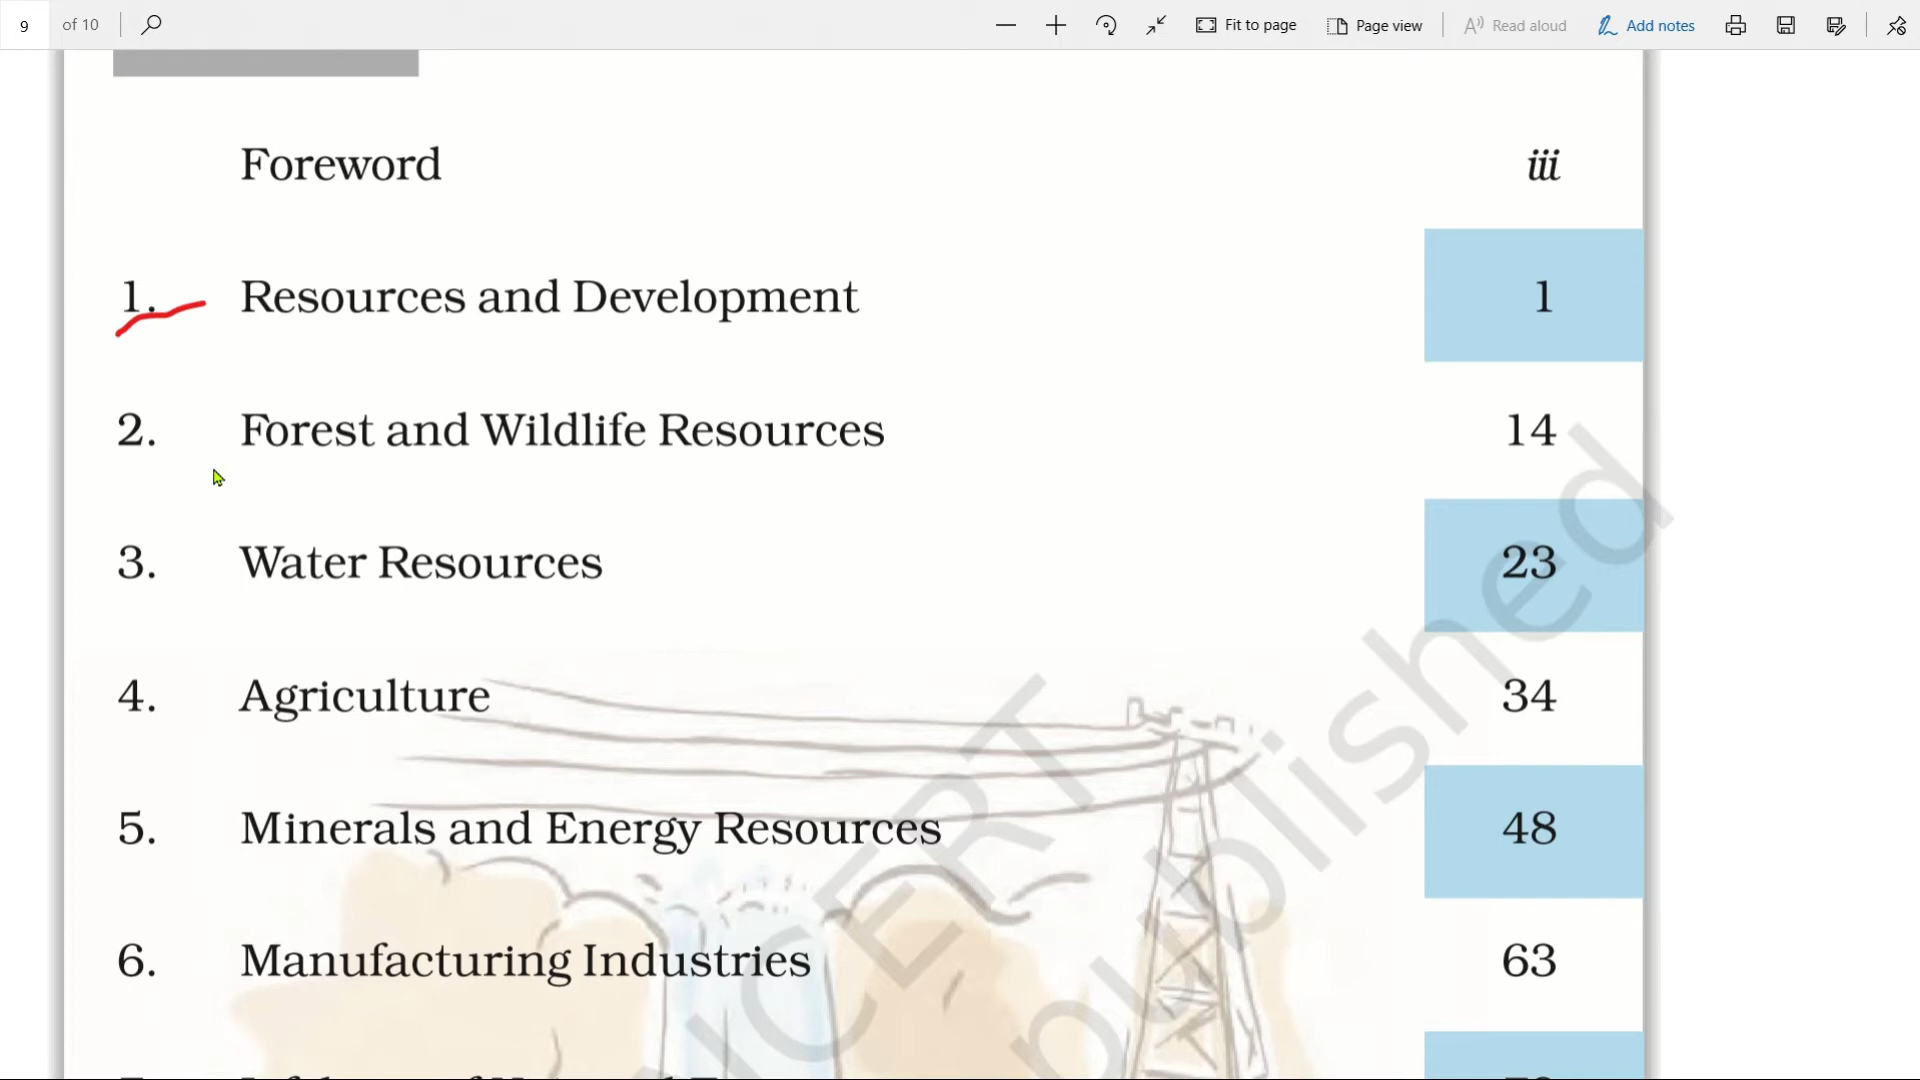 9 of 10 Fit to page Page view Read aloud Add notes
Foreword iii
1. Resources and Development 1
2. Forest and Wildlife Resources 14
3. Water Resources 23
4. Agriculture 34
5. Minerals and Energy Resources 48
6. Manufacturing Industries 63
NCERT
published